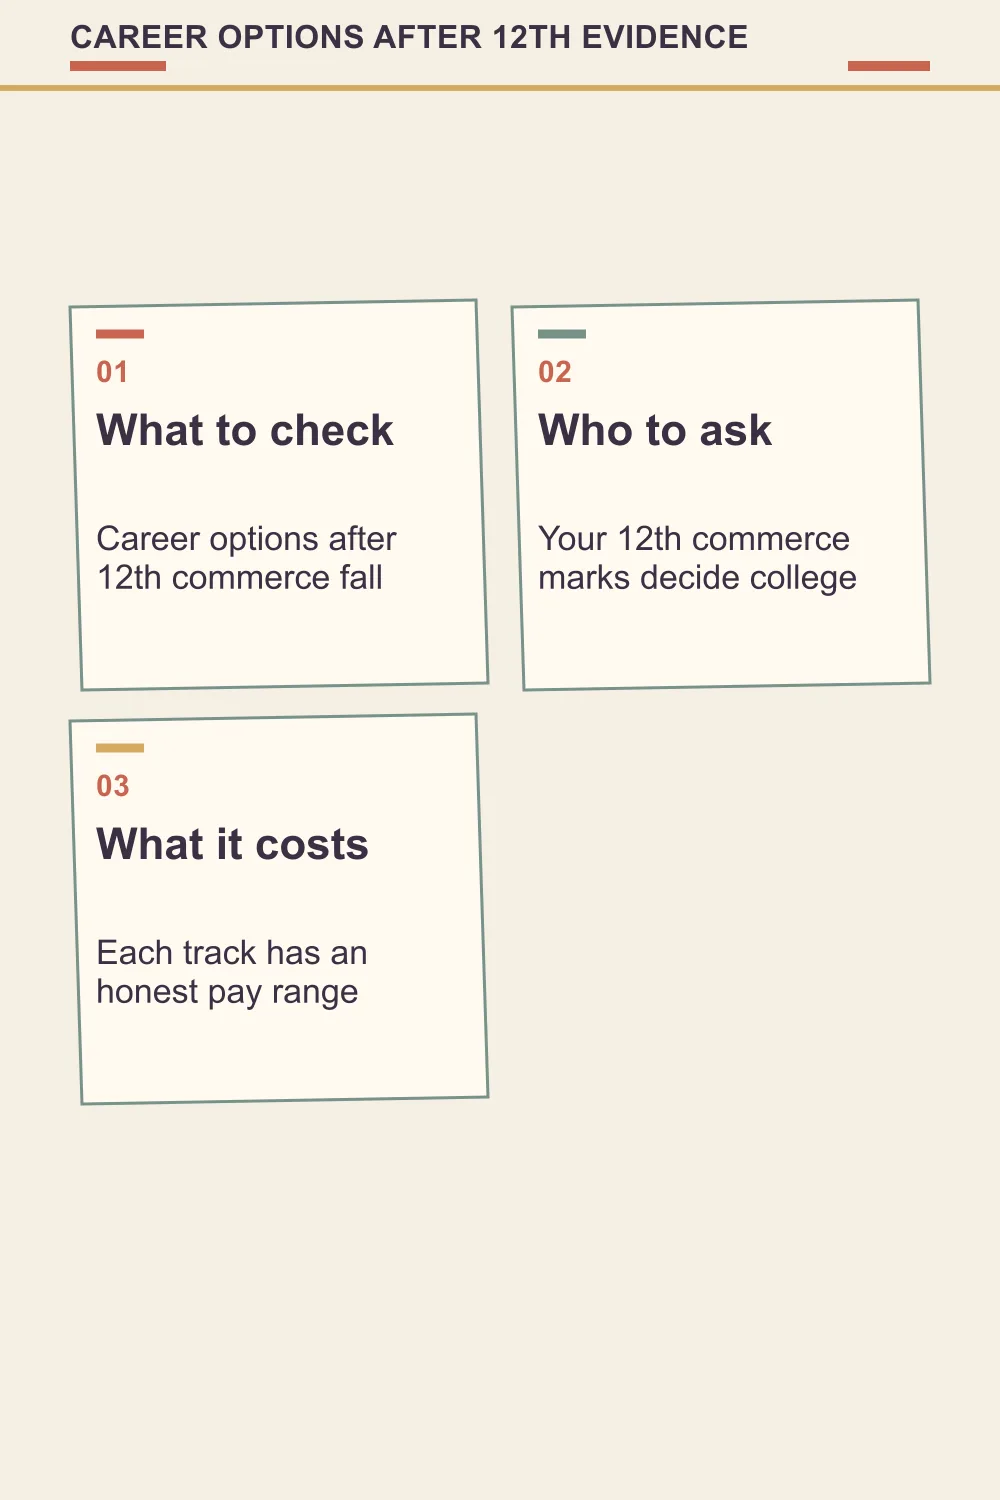 CAREER OPTIONS AFTER 12TH EVIDENCE
01
What to check
Career options after
12th commerce fall
02
Who to ask
Your 12th commerce
marks decide college
03
What it costs
Each track has an
honest pay range